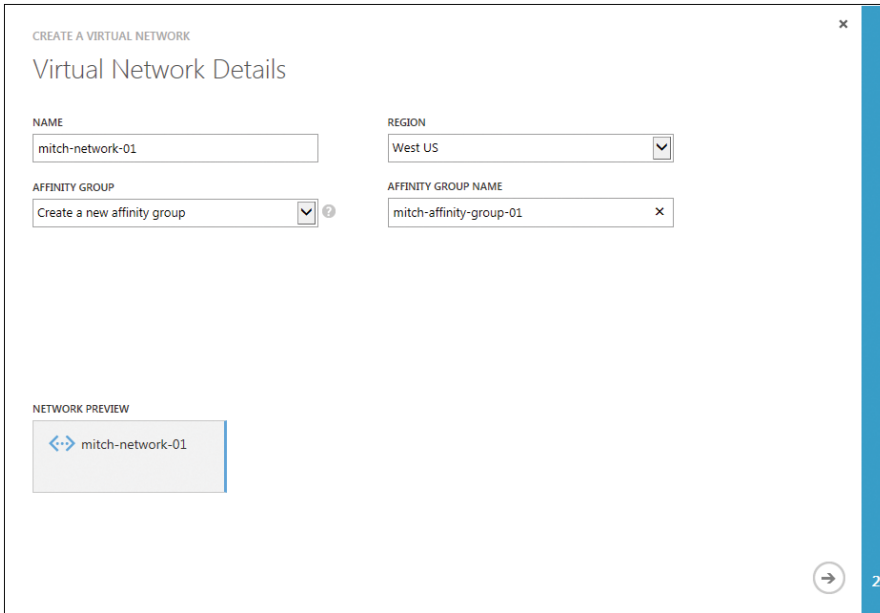 CREATE A VIRTUAL NETWORK
Virtual Network Details
NAME
mitch-network-01
REGION
West US
AFFINITY GROUP
Create a new affinity group
AFFINITY GROUP NAME
mitch-affinity-group-01
NETWORK PREVIEW
mitch-network-01
2